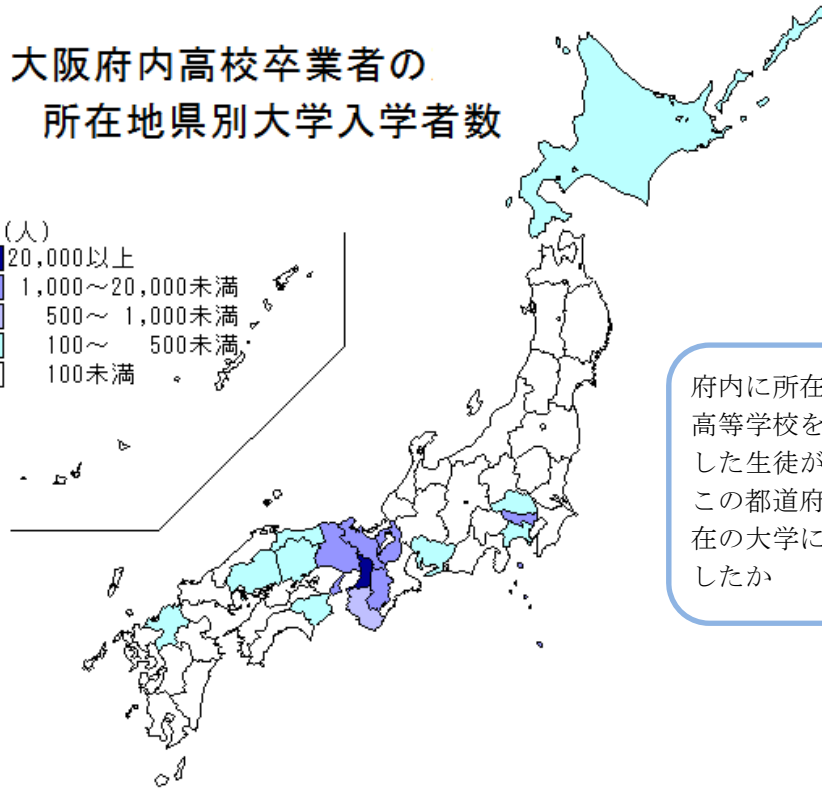 大阪府内高校卒業者の
所在地県別大学入学者数
(人)
20,000以上
1,000～20,000未満
500～ 1,000未満
100～ 500未満
100未満
府内に所在
高等学校を
した生徒が
この都道府
在の大学に
したか